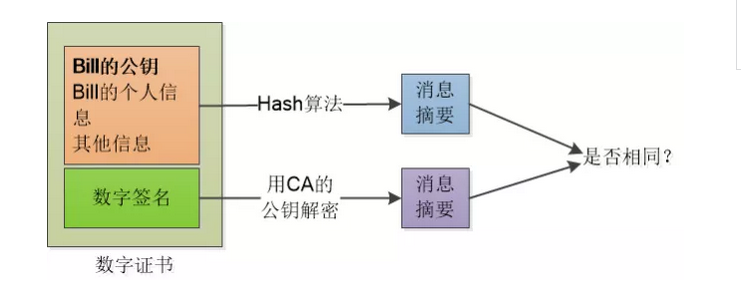 Bill的公钥
Bill的个人信
息
其他信息
Hash算法
消息
摘要
是否相同?
数字签名
用CA的
公钥解密
消息
摘要
数字证书